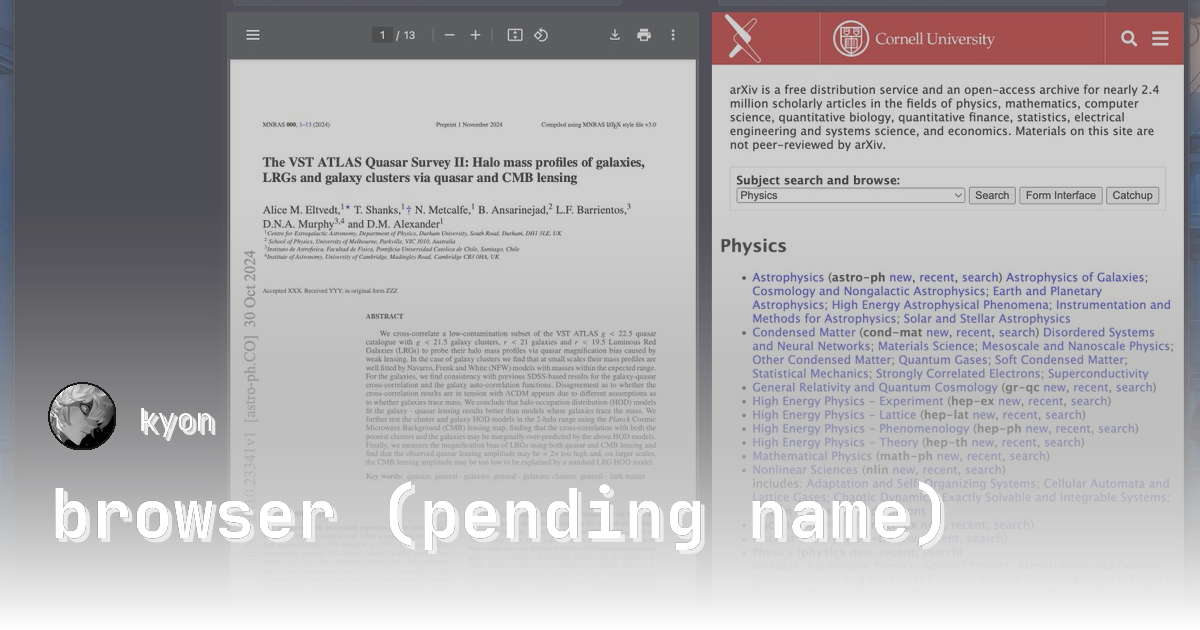 1 / 13
MNRAS 000, 1–13 (2024) Preprint 1 November 2024 Compiled using MNRAS LATEX style file v3.0
The VST ATLAS Quasar Survey II: Halo mass profiles of galaxies,
LRGs and galaxy clusters via quasar and CMB lensing
Alice M. Eltvedt,1★ T. Shanks,1† N. Metcalfe,1 B. Ansarinejad,2 L.F. Barrientos,3
D.N.A. Murphy3,4 and D.M. Alexander1
1Centre for Extragalactic Astronomy, Department of Physics, Durham University, South Road, Durham, DH1 3LE, UK
2 School of Physics, University of Melbourne, Parkville, VIC 3010, Australia
3Instituto de Astrofísica, Facultad de Física, Pontificia Universidad Catolica de Chile, Santiago, Chile
4Institute of Astronomy, University of Cambridge, Madingley Road, Cambridge CB3 0HA, UK
Accepted XXX. Received YYY; in original form ZZZ
ABSTRACT
We cross-correlate a low-contamination subset of the VST ATLAS g < 22.5 quasar
catalogue with g < 21.5 galaxy clusters, r < 21 galaxies and r < 19.5 Luminous Red
Galaxies (LRGs) to probe their halo mass profiles via quasar magnification bias caused by
weak lensing. In the case of galaxy clusters we find that at small scales their mass profiles are
well fitted by Navarro, Frenk and White (NFW) models with masses within the expected range.
For the galaxies, we find consistency with previous SDSS-based results for the galaxy-quasar
cross-correlation and the galaxy auto-correlation functions. Disagreement as to whether the
cross-correlation results are in tension with ΛCDM appears due to different assumptions as
to whether galaxies trace mass. We conclude that halo occupation distribution (HOD) models
fit the galaxy - quasar lensing results better than models where galaxies trace the mass. We
further test the cluster and galaxy HOD models in the 2-halo range using the Planck Cosmic
Microwave Background (CMB) lensing map, finding that the cross-correlation with both the
poorest clusters and the galaxies may be marginally over-predicted by the above HOD models.
Finally, we measure the magnification bias of LRGs using both quasar and CMB lensing and
find that the observed quasar lensing amplitude may be < 2σ too high and, on larger scales,
the CMB lensing amplitude may be too low to be explained by a standard LRG HOD model.
Key words: quasars: general - galaxies: general - galaxies: clusters: general - dark matter
10.23341v1 [astro-ph.CO] 30 Oct 2024
Cornell University
arXiv is a free distribution service and an open-access archive for nearly 2.4
million scholarly articles in the fields of physics, mathematics, computer
science, quantitative biology, quantitative finance, statistics, electrical
engineering and systems science, and economics. Materials on this site are
not peer-reviewed by arXiv.
Subject search and browse:
Physics Search Form Interface Catchup
Physics
• Astrophysics (astro-ph new, recent, search) Astrophysics of Galaxies;
Cosmology and Nongalactic Astrophysics; Earth and Planetary
Astrophysics; High Energy Astrophysical Phenomena; Instrumentation and
Methods for Astrophysics; Solar and Stellar Astrophysics
• Condensed Matter (cond-mat new, recent, search) Disordered Systems
and Neural Networks; Materials Science; Mesoscale and Nanoscale Physics;
Other Condensed Matter; Quantum Gases; Soft Condensed Matter;
Statistical Mechanics; Strongly Correlated Electrons; Superconductivity
• General Relativity and Quantum Cosmology (gr-qc new, recent, search)
• High Energy Physics – Experiment (hep-ex new, recent, search)
• High Energy Physics – Lattice (hep-lat new, recent, search)
• High Energy Physics – Phenomenology (hep-ph new, recent, search)
• High Energy Physics – Theory (hep-th new, recent, search)
• Mathematical Physics (math-ph new, recent, search)
• Nonlinear Sciences (nlin new, recent, search)
includes: Adaptation and Self-Organizing Systems; Cellular Automata and
Lattice Gases; Chaotic Dynamics; Exactly Solvable and Integrable Systems;
new, recent, search)
• Physics (physics new, recent, search)
kyon
browser (pending name)